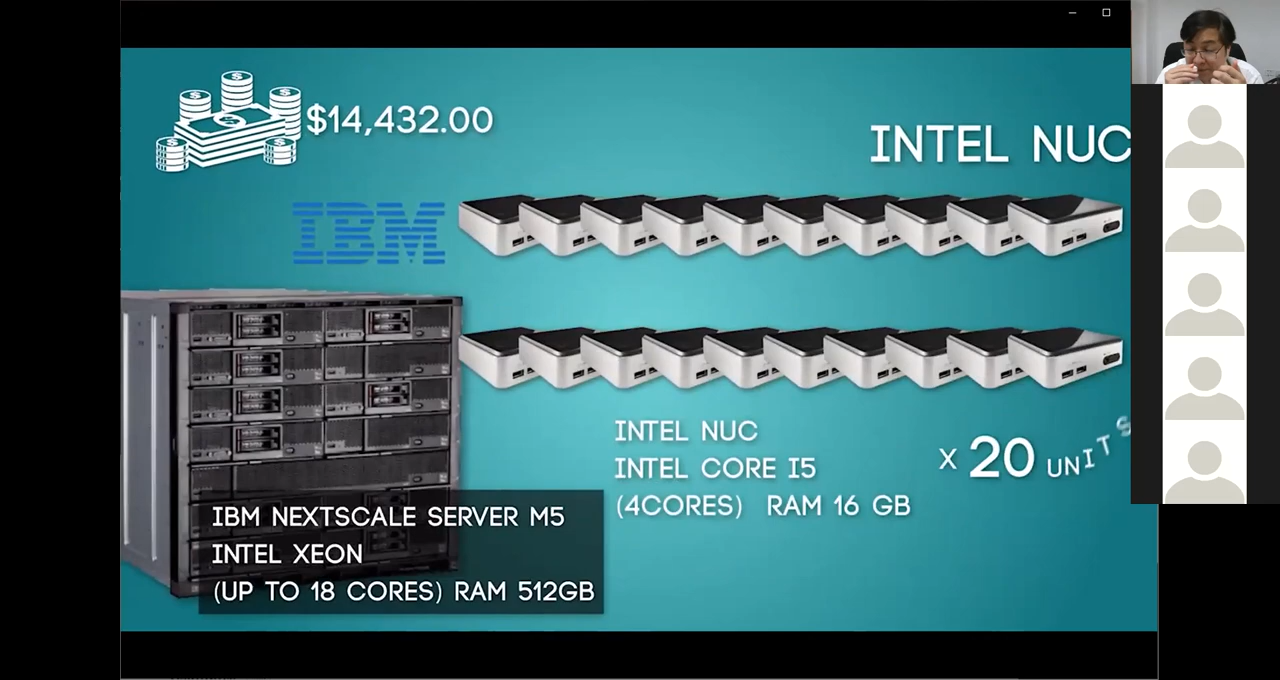 $14,432.00
INTEL NUC
IBM
INTEL NUC
INTEL CORE I5
(4CORES) RAM 16 GB
X 20 UNITS
IBM NEXTSCALE SERVER M5
INTEL XEON
(UP TO 18 CORES) RAM 512GB